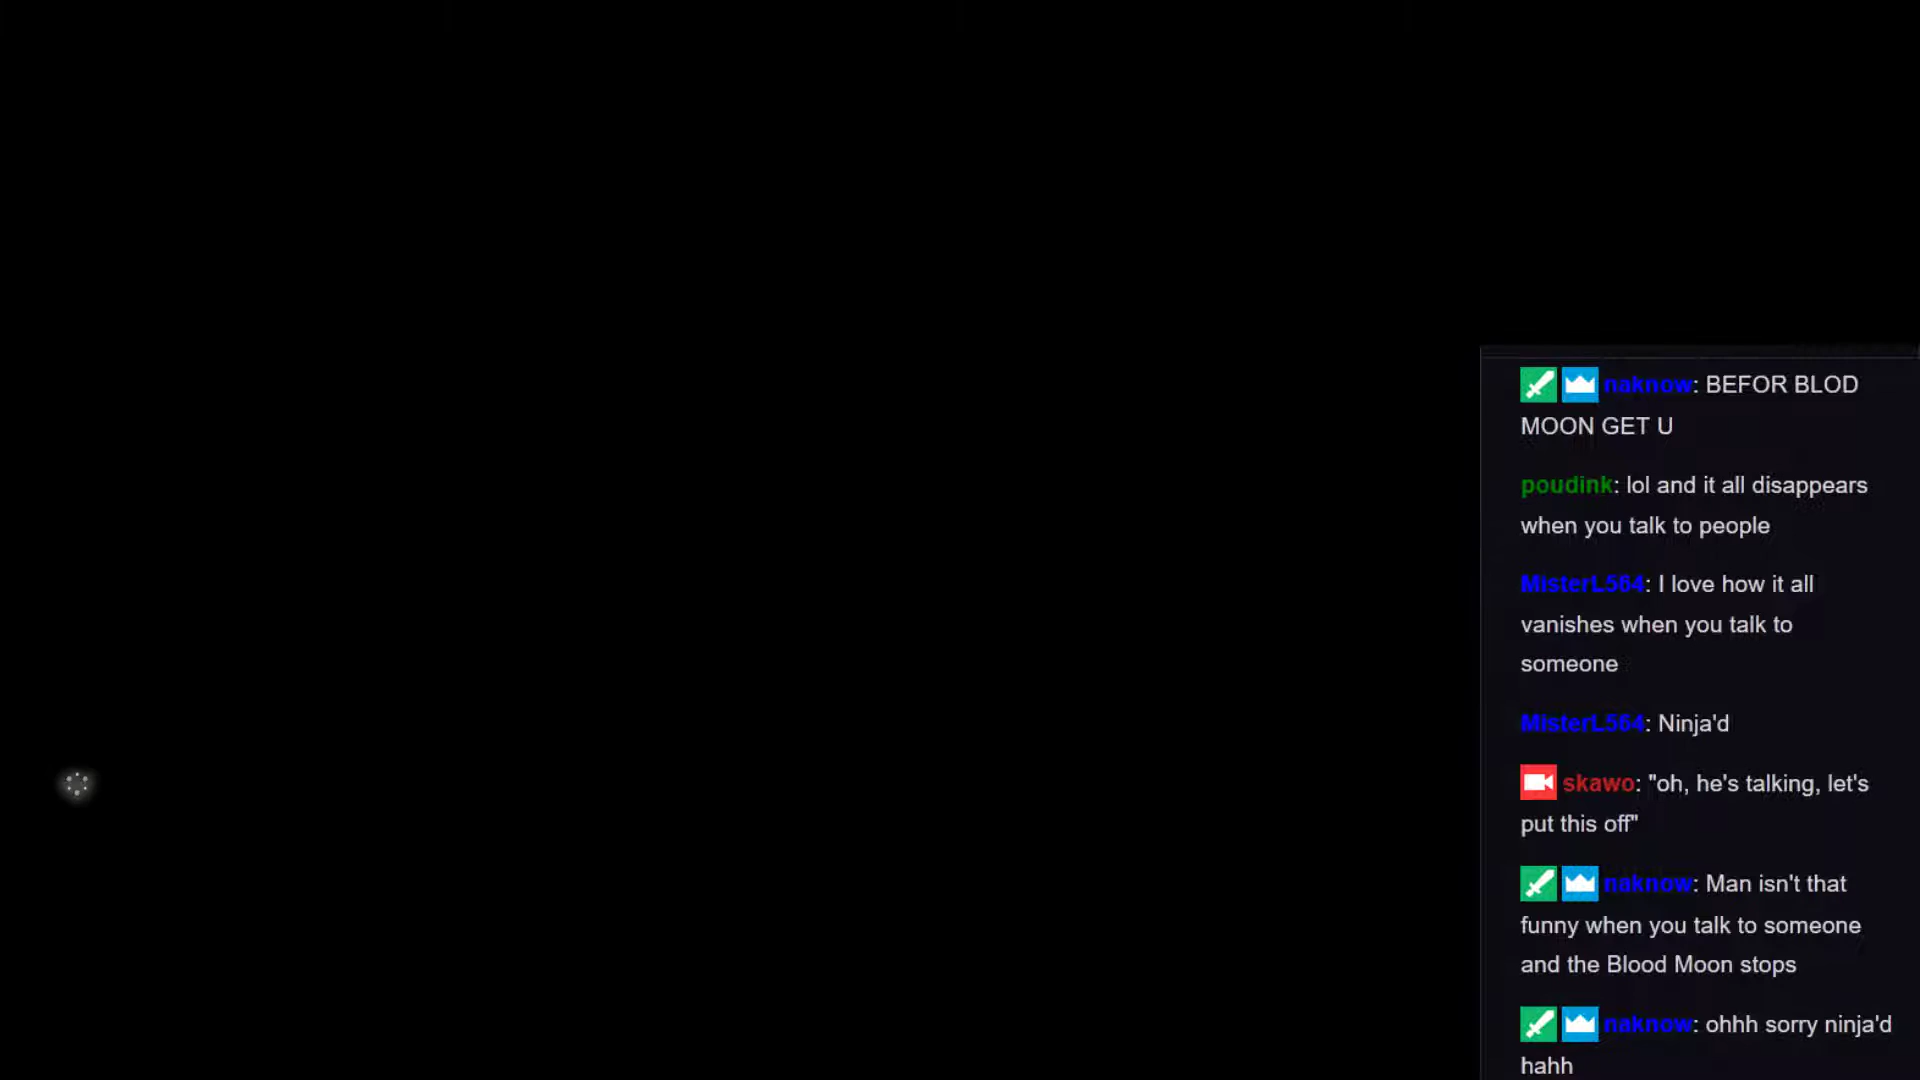 naknow: BEFOR BLOD
MOON GET U
poudink: lol and it all disappears
when you talk to people
MisterL564: I love how it all
vanishes when you talk to
someone
MisterL564: Ninja'd
skawo: "oh, he's talking, let's
put this off"
naknow: Man isn't that
funny when you talk to someone
and the Blood Moon stops
naknow: ohhh sorry ninja'd
hahh